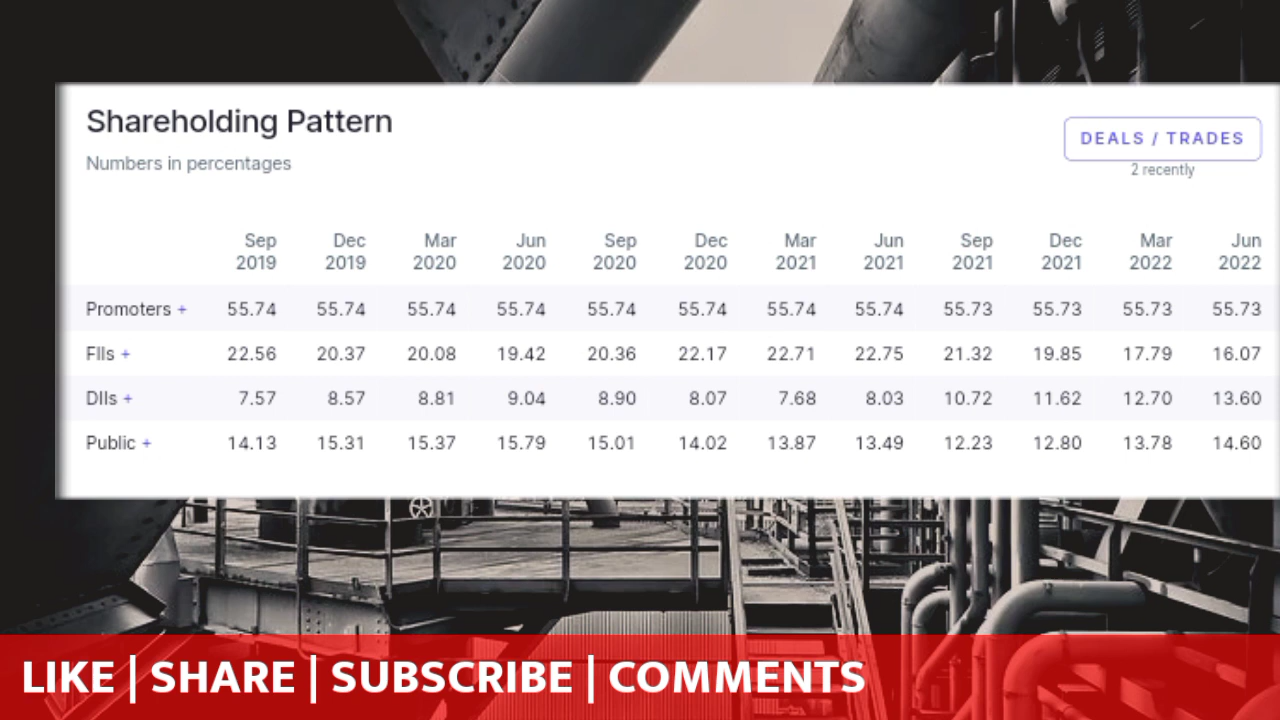 Shareholding Pattern
Numbers in percentages
DEALS / TRADES
2 recently
Sep Dec Mar Jun Sep Dec Mar Jun Sep Dec Mar Jun
2019 2019 2020 2020 2020 2020 2021 2021 2021 2021 2022 2022
Promoters + 55.74 55.74 55.74 55.74 55.74 55.74 55.74 55.74 55.73 55.73 55.73 55.73
FIIs + 22.56 20.37 20.08 19.42 20.36 22.17 22.71 22.75 21.32 19.85 17.79 16.07
DIIs + 7.57 8.57 8.81 9.04 8.90 8.07 7.68 8.03 10.72 11.62 12.70 13.60
Public + 14.13 15.31 15.37 15.79 15.01 14.02 13.87 13.49 12.23 12.80 13.78 14.60
LIKE | SHARE | SUBSCRIBE | COMMENTS